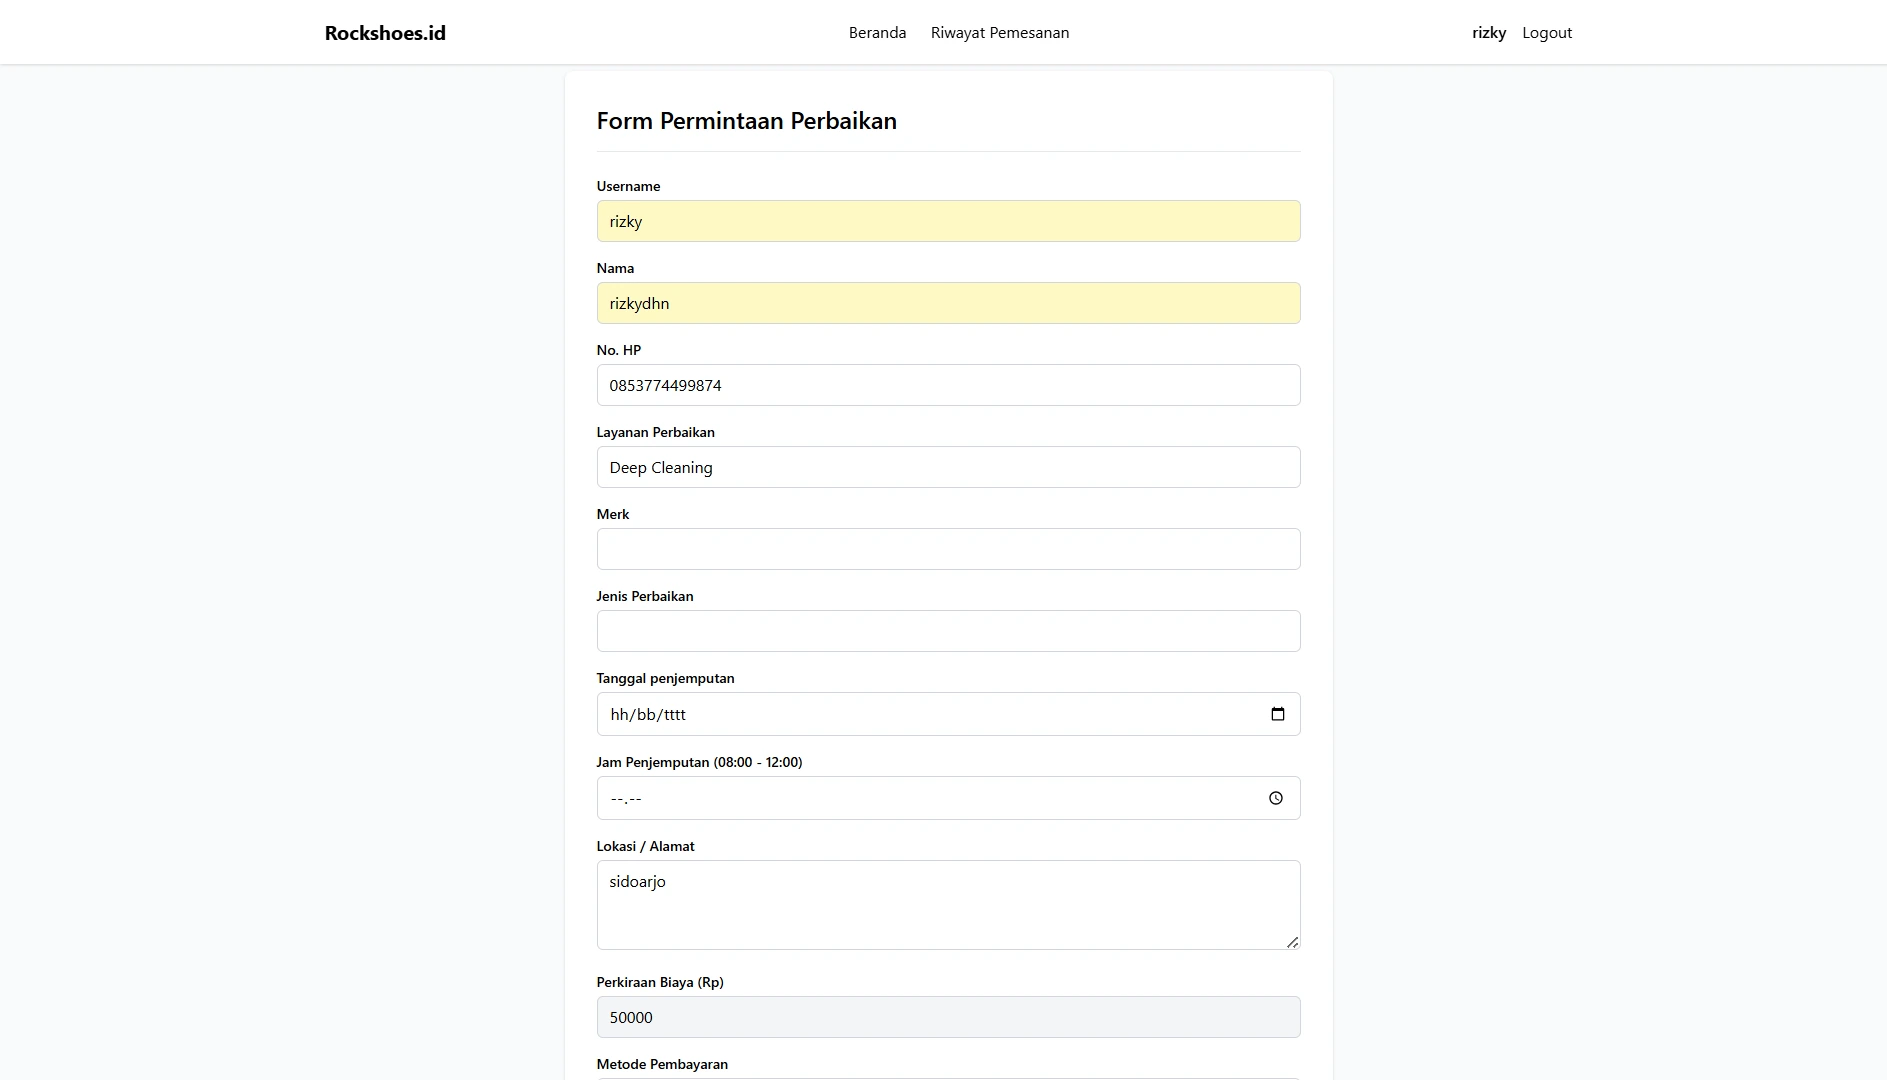 Rockshoes.id
Beranda
Riwayat Pemesanan
rizky
Logout
Form Permintaan Perbaikan
Username
rizky
Nama
rizkydhn
No. HP
0853774499874
Layanan Perbaikan
Deep Cleaning
Merk
Jenis Perbaikan
Tanggal penjemputan
hh/bb/tttt
Jam Penjemputan (08:00 - 12:00)
--.--
Lokasi / Alamat
sidoarjo
Perkiraan Biaya (Rp)
50000
Metode Pembayaran